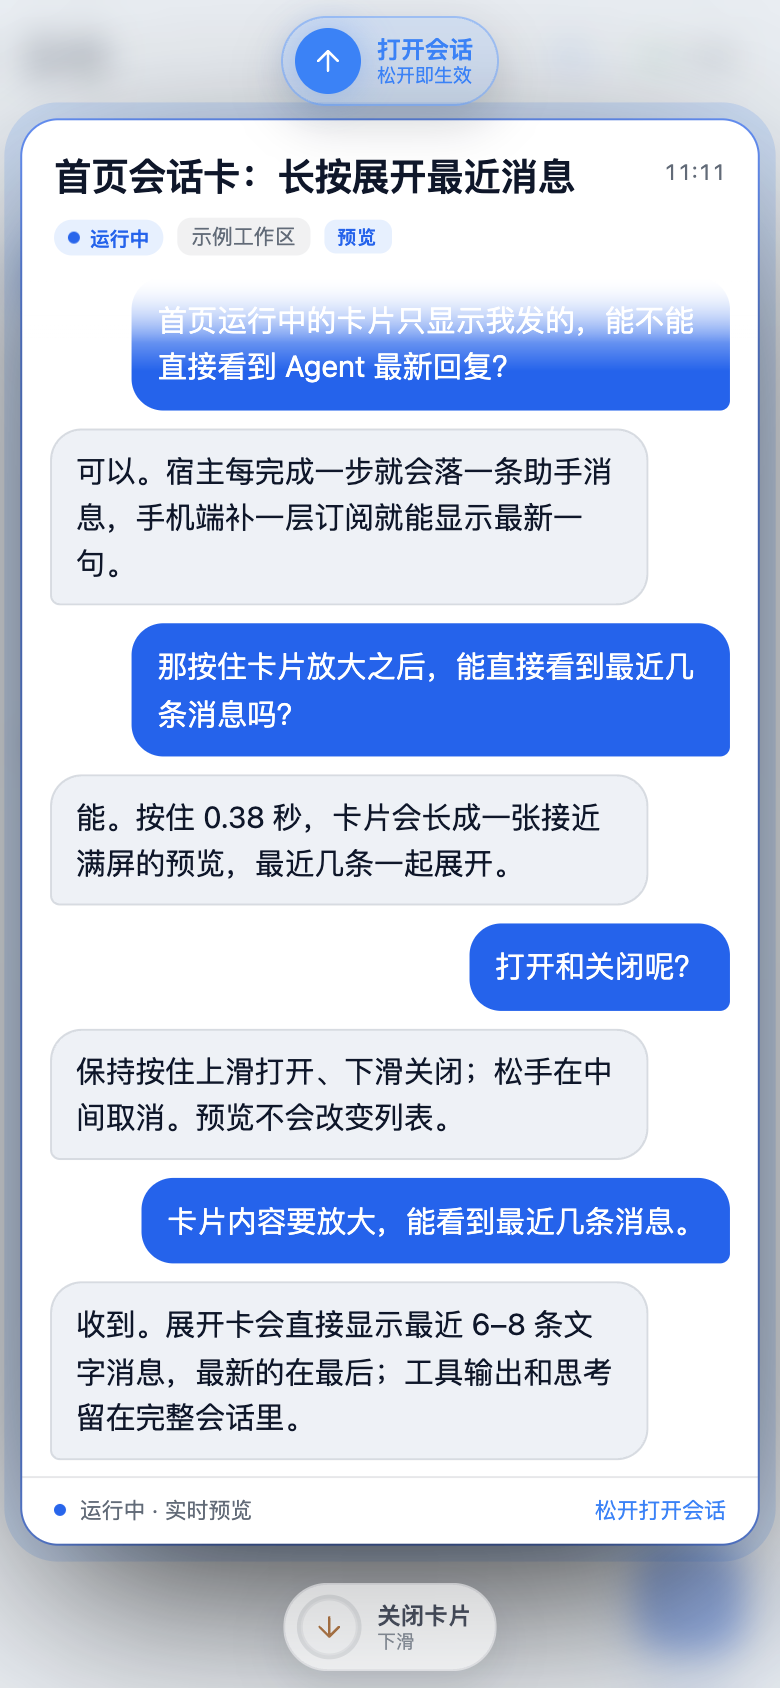 打开会话
松开即生效
首页会话卡：长按展开最近消息
11:11
运行中
示例工作区
预览
首页运行中的卡片只显示我发的，能不能
直接看到 Agent 最新回复？
可以。宿主每完成一步就会落一条助手消
息，手机端补一层订阅就能显示最新一
句。
那按住卡片放大之后，能直接看到最近几
条消息吗？
能。按住 0.38 秒，卡片会长成一张接近
满屏的预览，最近几条一起展开。
打开和关闭呢？
保持按住上滑打开、下滑关闭；松手在中
间取消。预览不会改变列表。
卡片内容要放大，能看到最近几条消息。
收到。展开卡会直接显示最近 6–8 条文
字消息，最新的在最后；工具输出和思考
留在完整会话里。
运行中 · 实时预览
松开打开会话
关闭卡片
下滑